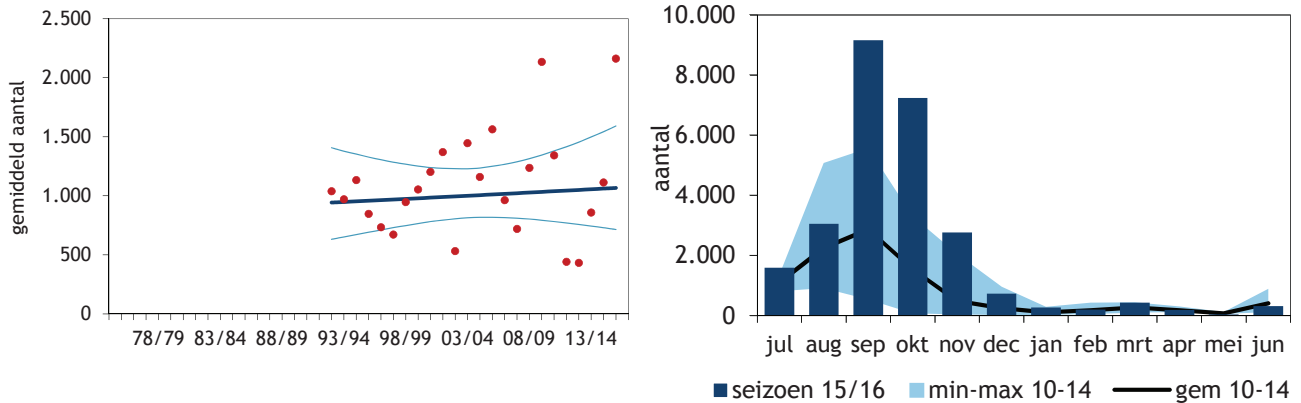 2.500
2.000
1.500
1.000
500
0
gemiddeld aantal
78/79 83/84 88/89 93/94 98/99 03/04 08/09 13/14
10.000
8.000
6.000
4.000
2.000
0
aantal
jul aug sep okt nov dec jan feb mrt apr mei jun
seizoen 15/16 min-max 10-14 gem 10-14